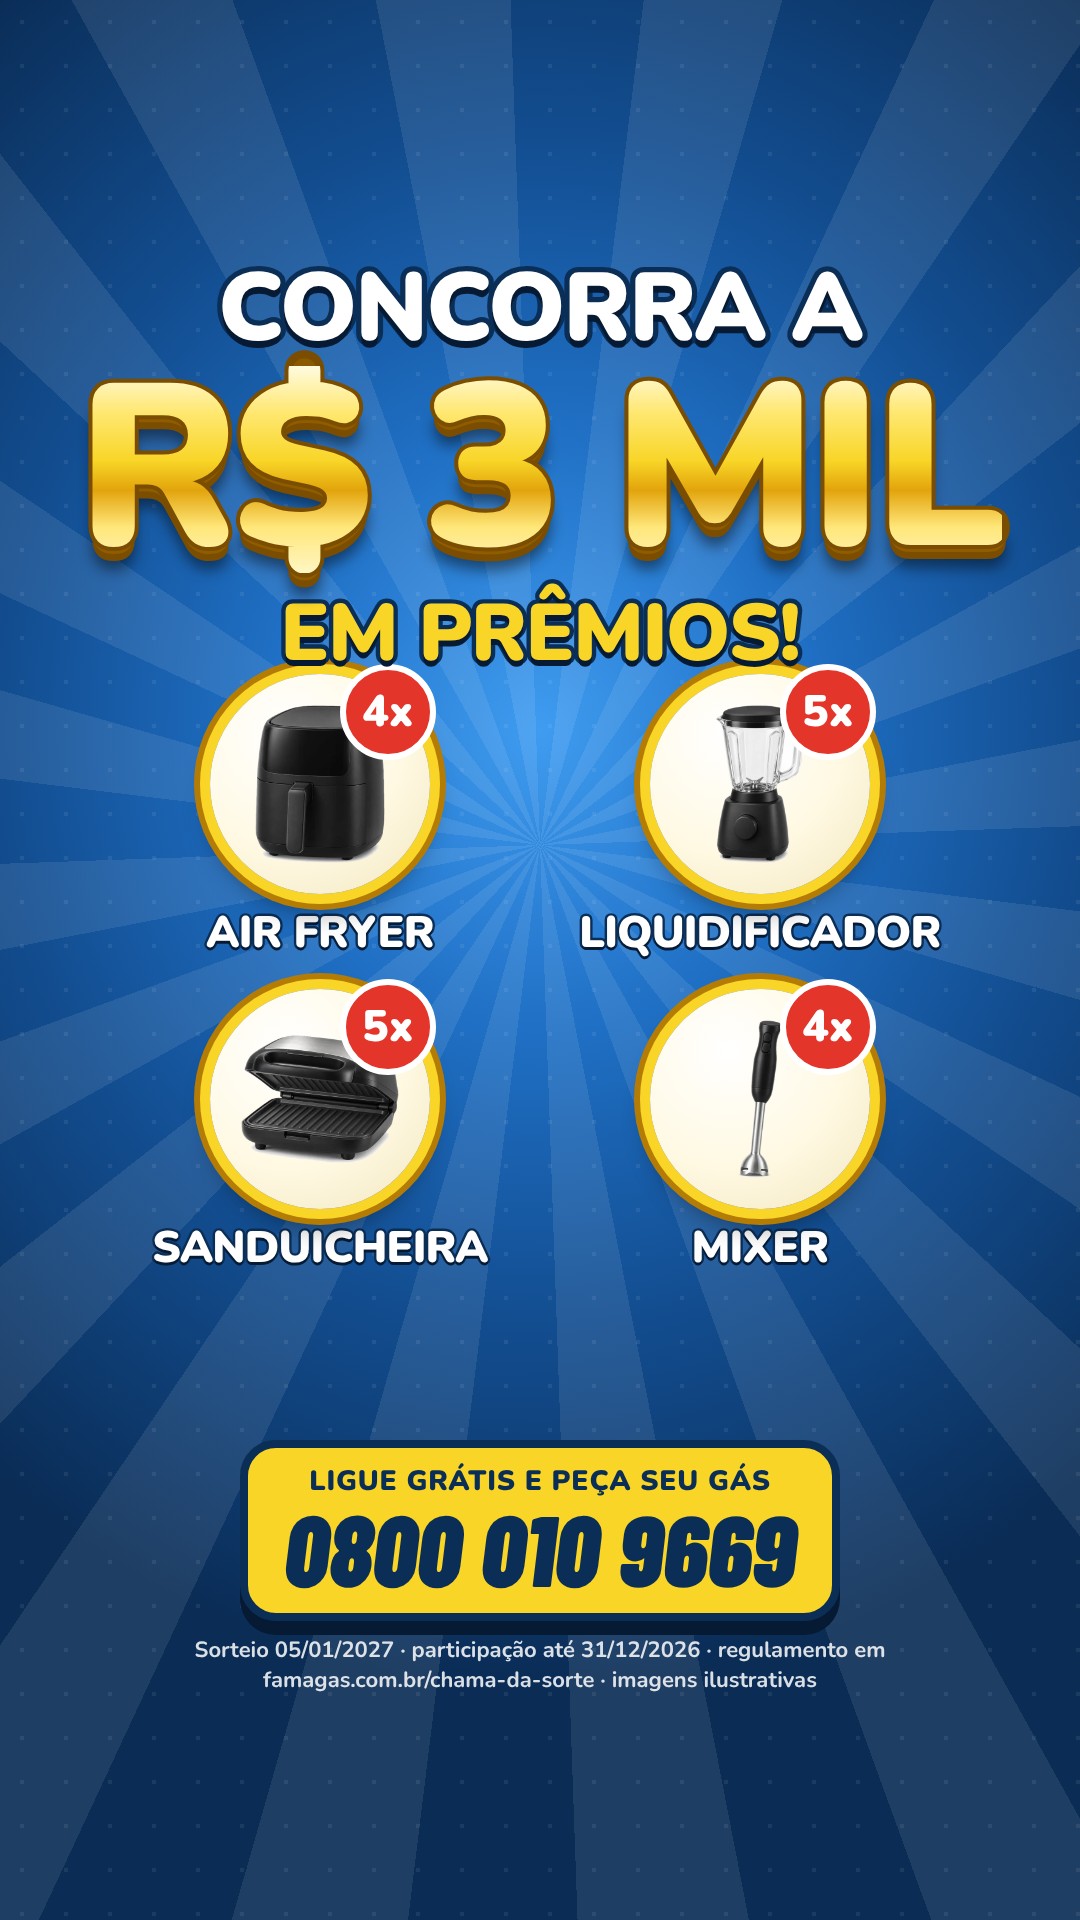 CONCORRA A
R$ 3 MIL
EM PRÊMIOS!
4x
5x
AIR FRYER
LIQUIDIFICADOR
5x
4x
SANDUICHEIRA
MIXER
LIGUE GRÁTIS E PEÇA SEU GÁS
0800 010 9669
Sorteio 05/01/2027 · participação até 31/12/2026 · regulamento em
famagas.com.br/chama-da-sorte · imagens ilustrativas